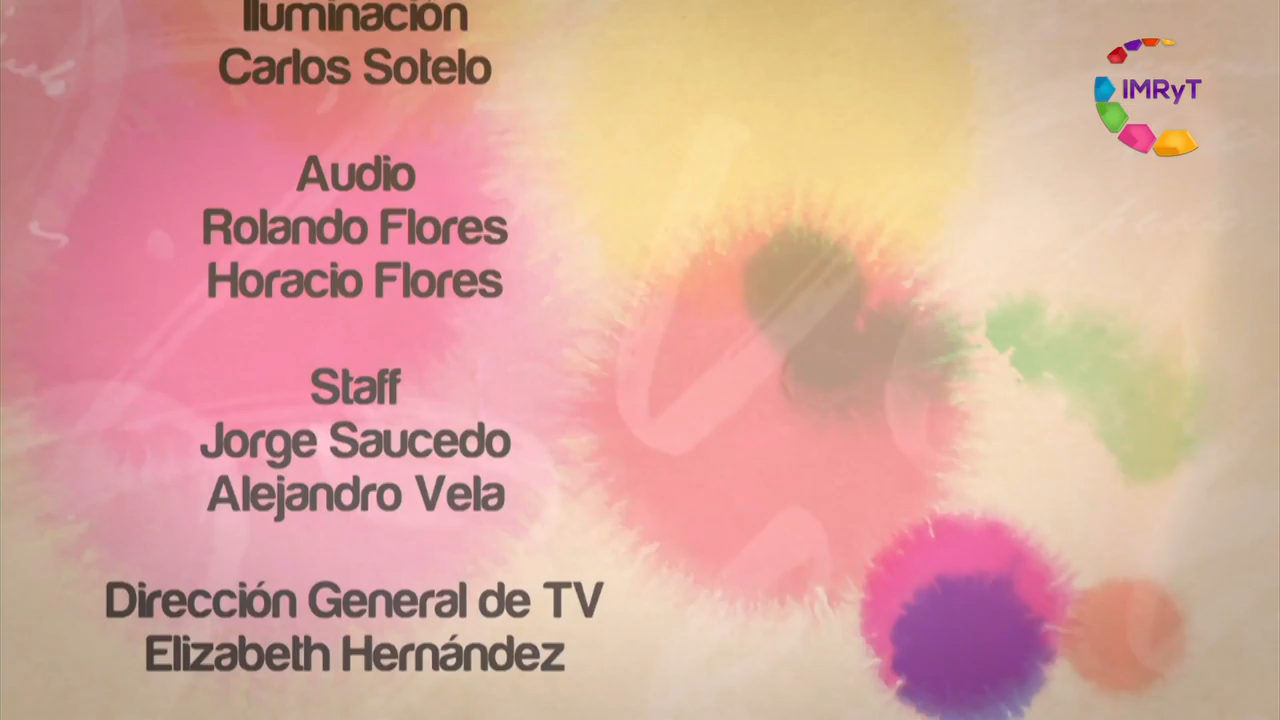 Iluminación
Carlos Sotelo
IMRyT
Audio
Rolando Flores
Horacio Flores
Staff
Jorge Saucedo
Alejandro Vela
Dirección General de TV
Elizabeth Hernández